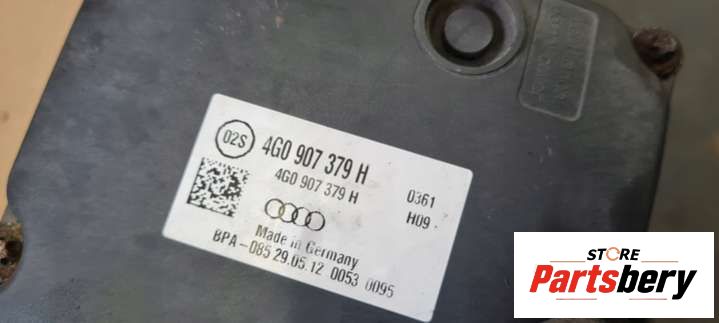 02S
4G0 907 379 H
4G0 907 379 H
0361
H09
Made in Germany
BPA-085 29.05.12 0053 0095
STORE
Partsbery